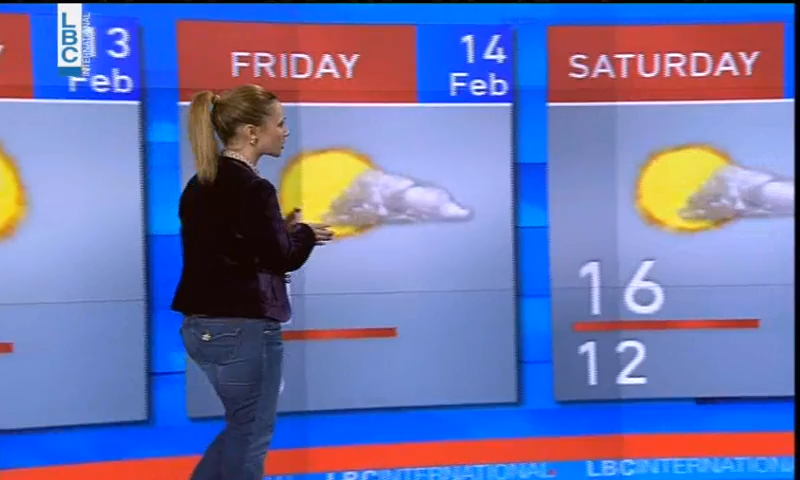 LBC
INTERNATIONAL
3
Feb
FRIDAY
14
Feb
SATURDAY
16
12
LBCINTERNATIONAL
LBCINTERNATIONAL